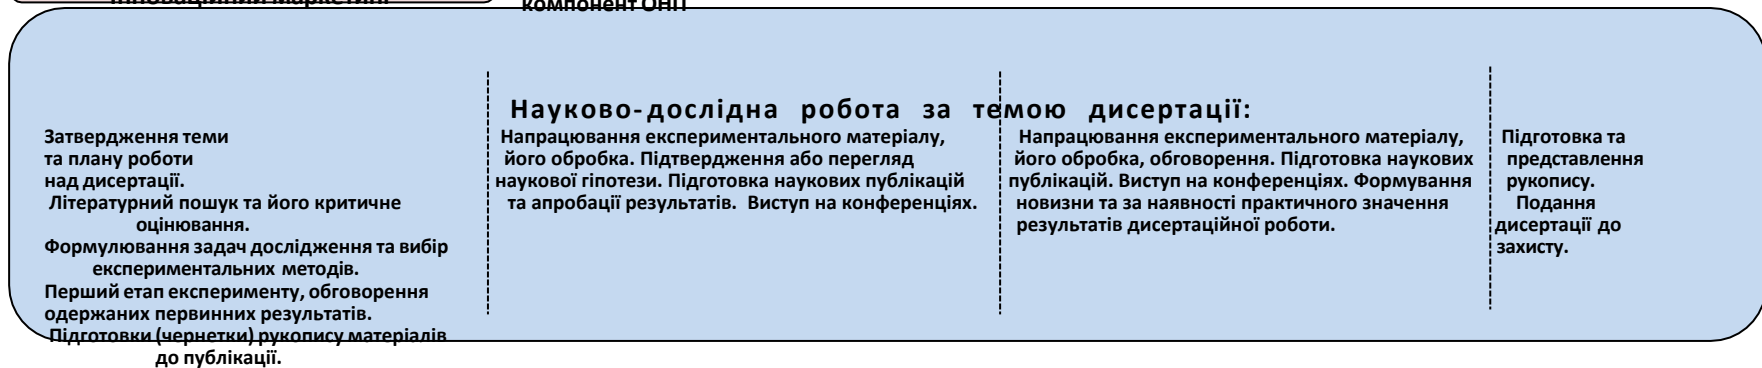 Інноваційний маркетинг
компонент ОНП
Науково-дослідна робота за темою дисертації:
Затвердження теми
та плану роботи
над дисертації.
Літературний пошук та його критичне
оцінювання.
Формулювання задач дослідження та вибір
експериментальних методів.
Перший етап експерименту, обговорення
одержаних первинних результатів.
Підготовки (чернетки) рукопису матеріалів
до публікації.
Напрацювання експериментального матеріалу,
його обробка. Підтвердження або перегляд
наукової гіпотези. Підготовка наукових публікацій
та апробації результатів. Виступ на конференціях.
Напрацювання експериментального матеріалу,
його обробка, обговорення. Підготовка наукових
публікацій. Виступ на конференціях. Формування
новизни та за наявності практичного значення
результатів дисертаційної роботи.
Підготовка та
представлення
рукопису.
Подання
дисертації до
захисту.